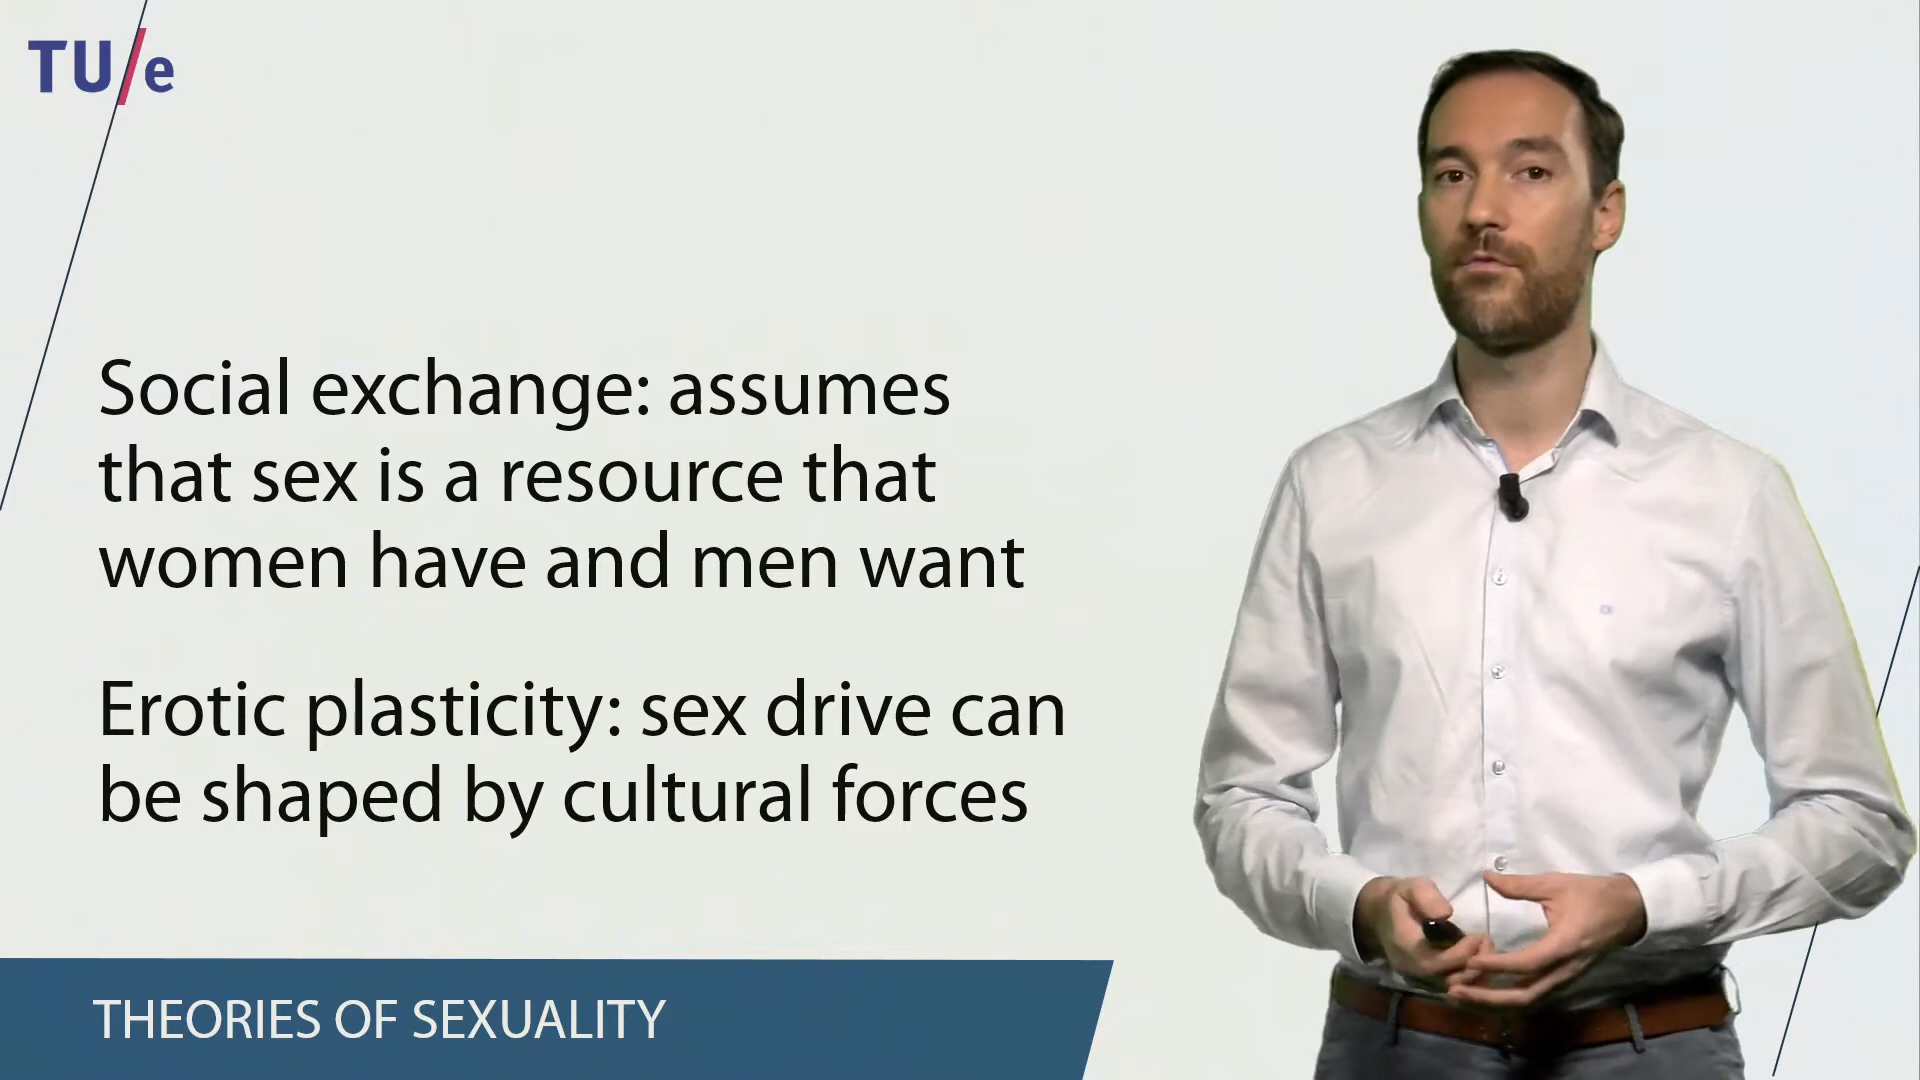 TU/e
Social exchange: assumes
that sex is a resource that
women have and men want
Erotic plasticity: sex drive can
be shaped by cultural forces
THEORIES OF SEXUALITY